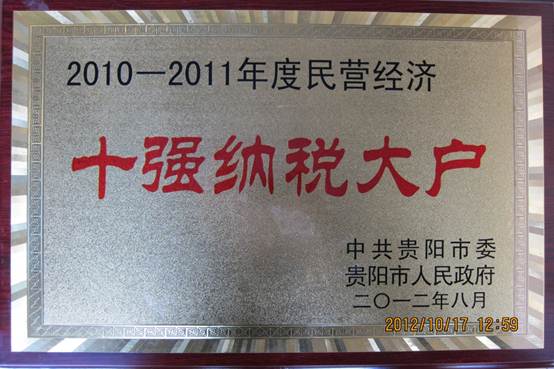 2010—2011年度民营经济
十强纳税大户
中共贵阳市委
贵阳市人民政府
二〇一二年八月
2012/10/17 12:59